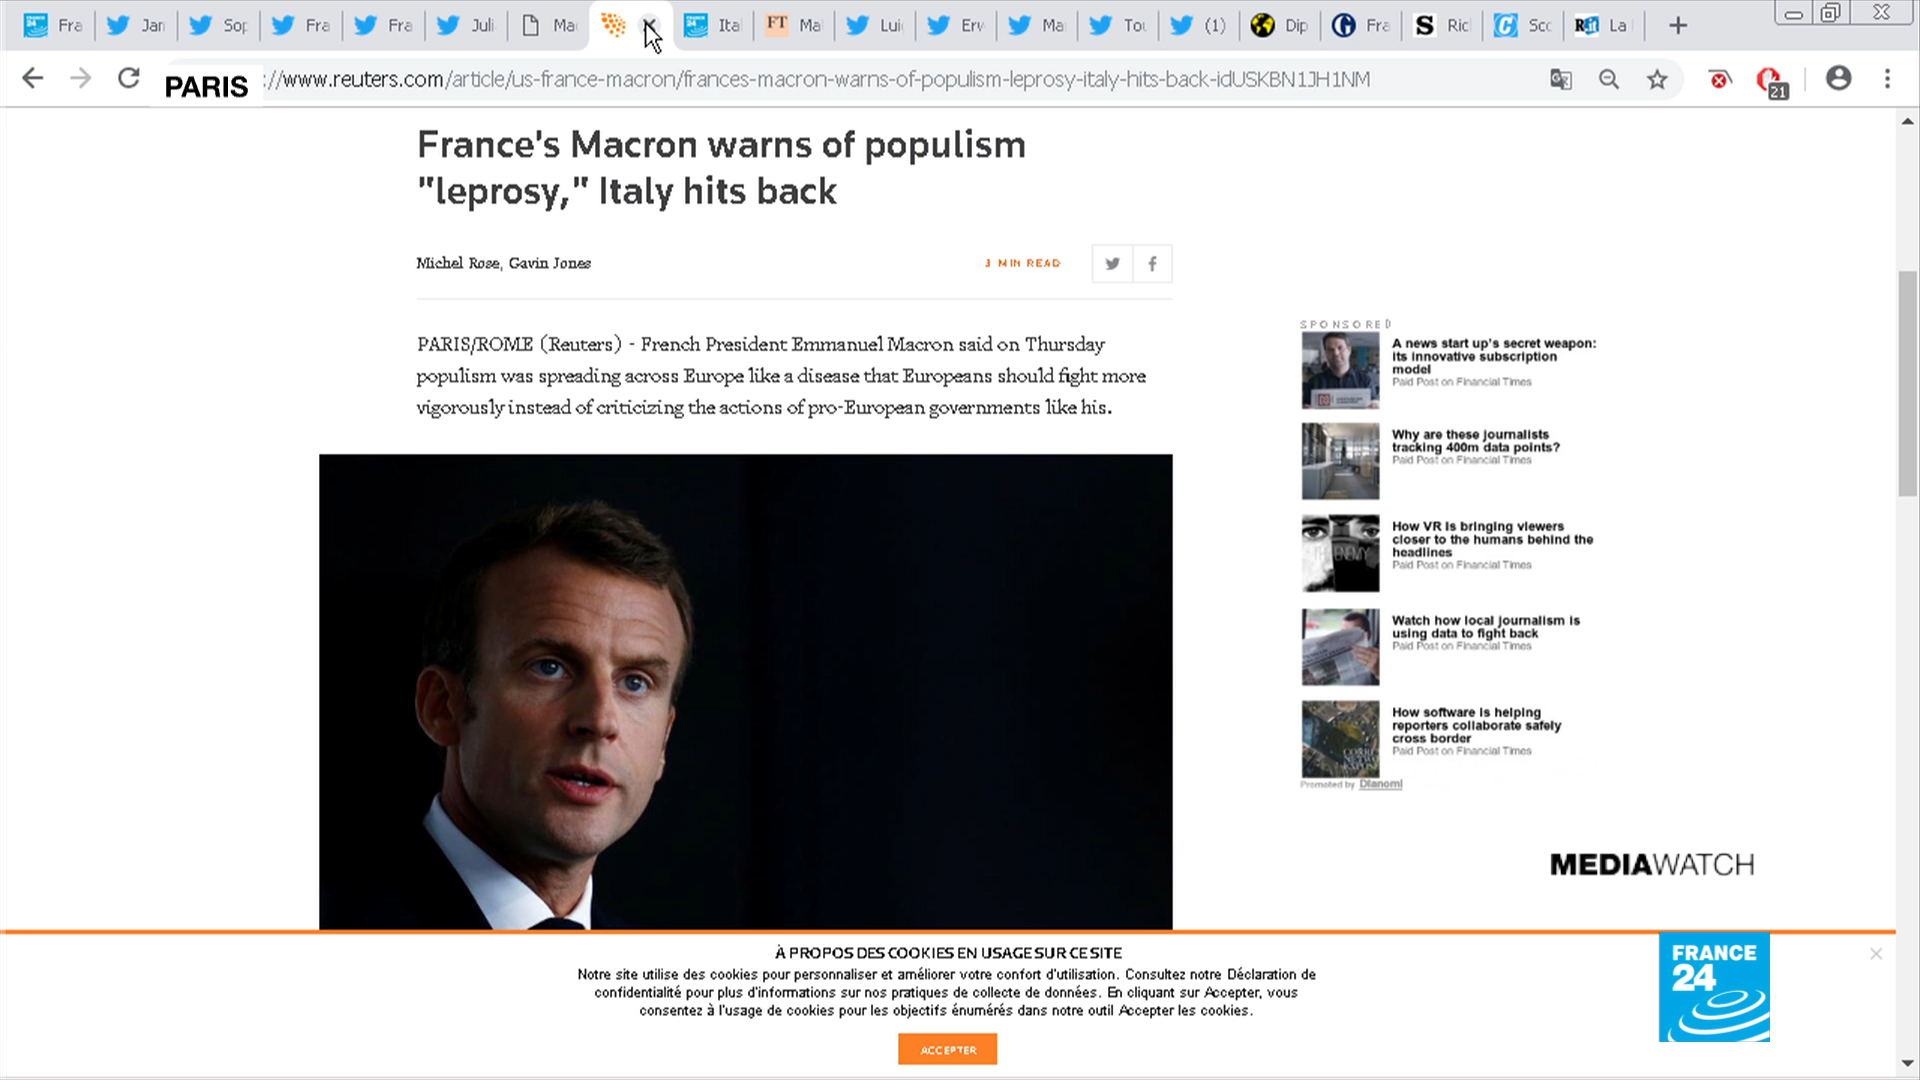 Fra
Jan
Sop
Fra
Fra
Juli
Ma
Ita
FT
Ma
Luig
Erw
Ma
Tou
(1)
Dip
Fra
S
Ric
Sco
La
PARIS
://www.reuters.com/article/us-france-macron/frances-macron-warns-of-populism-leprosy-italy-hits-back-idUSKBN1JH1NM
21
France's Macron warns of populism
"leprosy," Italy hits back
Michel Rose, Gavin Jones
3 MIN READ
PARIS/ROME (Reuters) - French President Emmanuel Macron said on Thursday
populism was spreading across Europe like a disease that Europeans should fight more
vigorously instead of criticizing the actions of pro-European governments like his.
SPONSORED
A news start up's secret weapon:
its innovative subscription
model
Paid Post on Financial Times
Why are these journalists
tracking 400m data points?
Paid Post on Financial Times
How VR is bringing viewers
closer to the humans behind the
headlines
Paid Post on Financial Times
Watch how local journalism is
using data to fight back
Paid Post on Financial Times
How software is helping
reporters collaborate safely
cross border
Paid Post on Financial Times
Promoted by Dianomi
MEDIAWATCH
À PROPOS DES COOKIES EN USAGE SUR CE SITE
Notre site utilise des cookies pour personnaliser et améliorer votre confort d'utilisation. Consultez notre Déclaration de
confidentialité pour plus d'informations sur nos pratiques de collecte de données. En cliquant sur Accepter, vous
consentez à l'usage de cookies pour les objectifs énumérés dans notre outil Accepter les cookies.
ACCEPTER
FRANCE
24